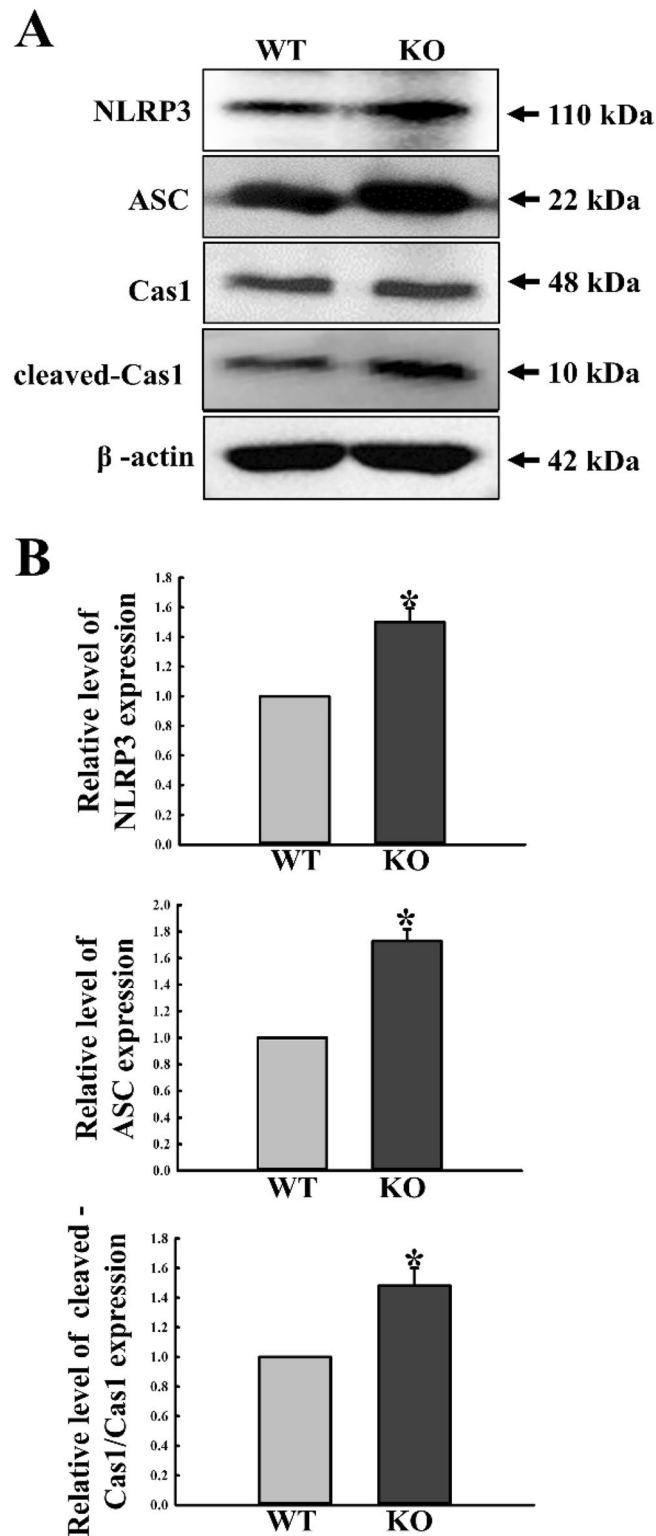 A
WT KO
NLRP3 110 kDa
ASC 22 kDa
Cas1 48 kDa
cleaved-Cas1 10 kDa
β -actin 42 kDa
B
Relative level of
NLRP3 expression
1.8
1.6
1.4
1.2
1.0
0.8
0.6
0.4
0.2
0.0
*
WT KO
Relative level of
ASC expression
2.0
1.8
1.6
1.4
1.2
1.0
0.8
0.6
0.4
0.2
0.0
*
WT KO
Relative level of cleaved -
Cas1/Cas1 expression
1.8
1.6
1.4
1.2
1.0
0.8
0.6
0.4
0.2
0.0
*
WT KO